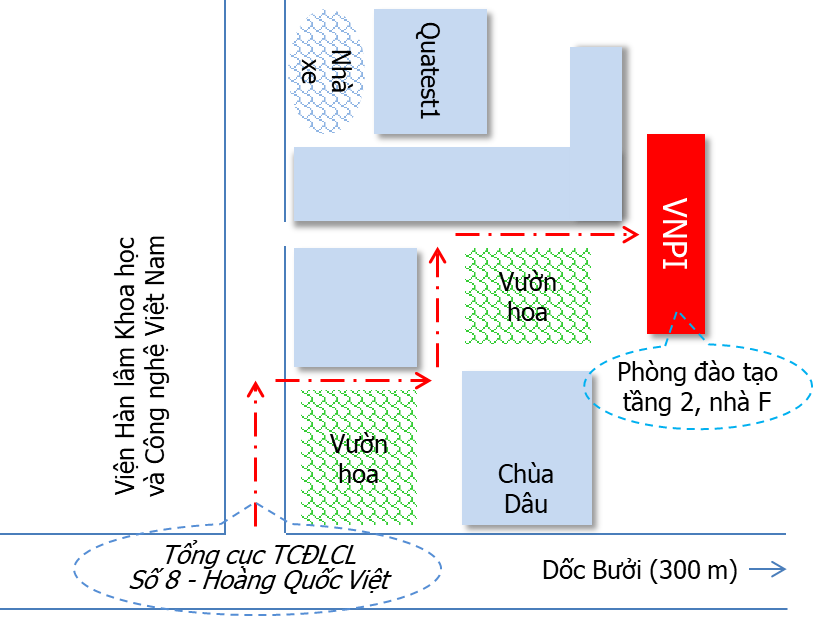 Nhà
xe
Quatest1
VNPI
Viện Hàn lâm Khoa học
và Công nghệ Việt Nam
Vườn
hoa
Phòng đào tạo
tầng 2, nhà F
Vườn
hoa
Chùa
Dâu
Tổng cục TCĐLCL
Số 8 - Hoàng Quốc Việt
Dốc Bưởi (300 m)